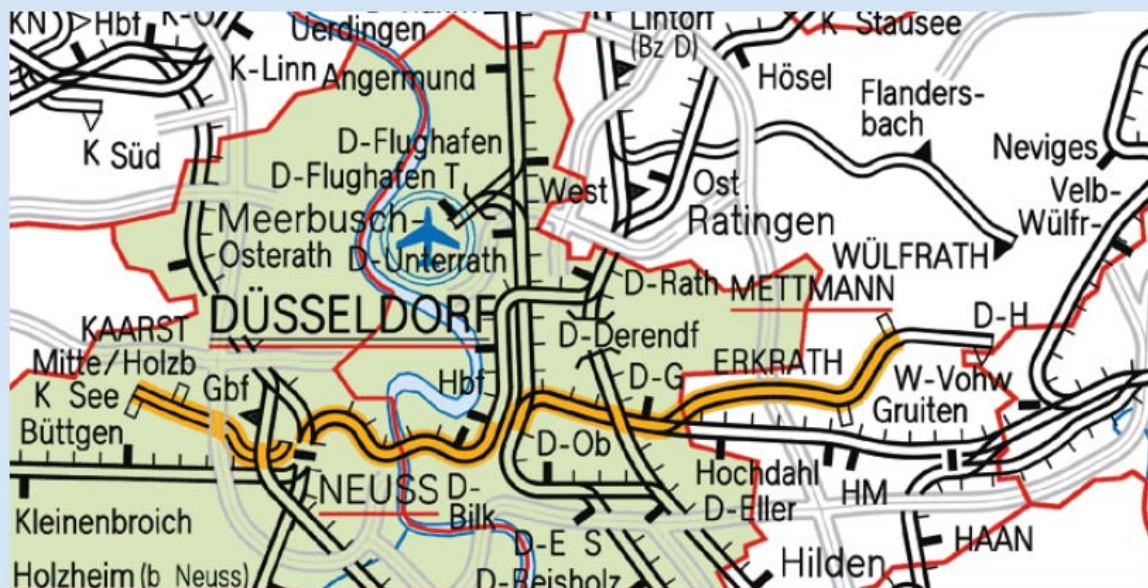 KN
Hbf
Uerdingen
Lintorf
(Bz D)
K Stausee
K-Linn
Angermund
Hösel
Flanders-
bach
K Süd
D-Flughafen
Neviges
D-Flughafen T
West
Ost
Velb-
Wülfr-
Meerbusch-
Osterath
Ratingen
D-Unterrath
WÜLFRATH
D-Rath
METTMANN
DÜSSELDORF
D-H
KAARST
Mitte/Holzb
D-Derendf
ERKRATH
K See
Gbf
Hbf
D-G
W-Vohw
Gruiten
Büttgen
D-Ob
Hochdahl
NEUSS
D-
Bilk
HM
D-Eller
Kleinenbroich
D-E S
HAAN
Hilden
Holzheim (b Neuss)
D-Reisholz